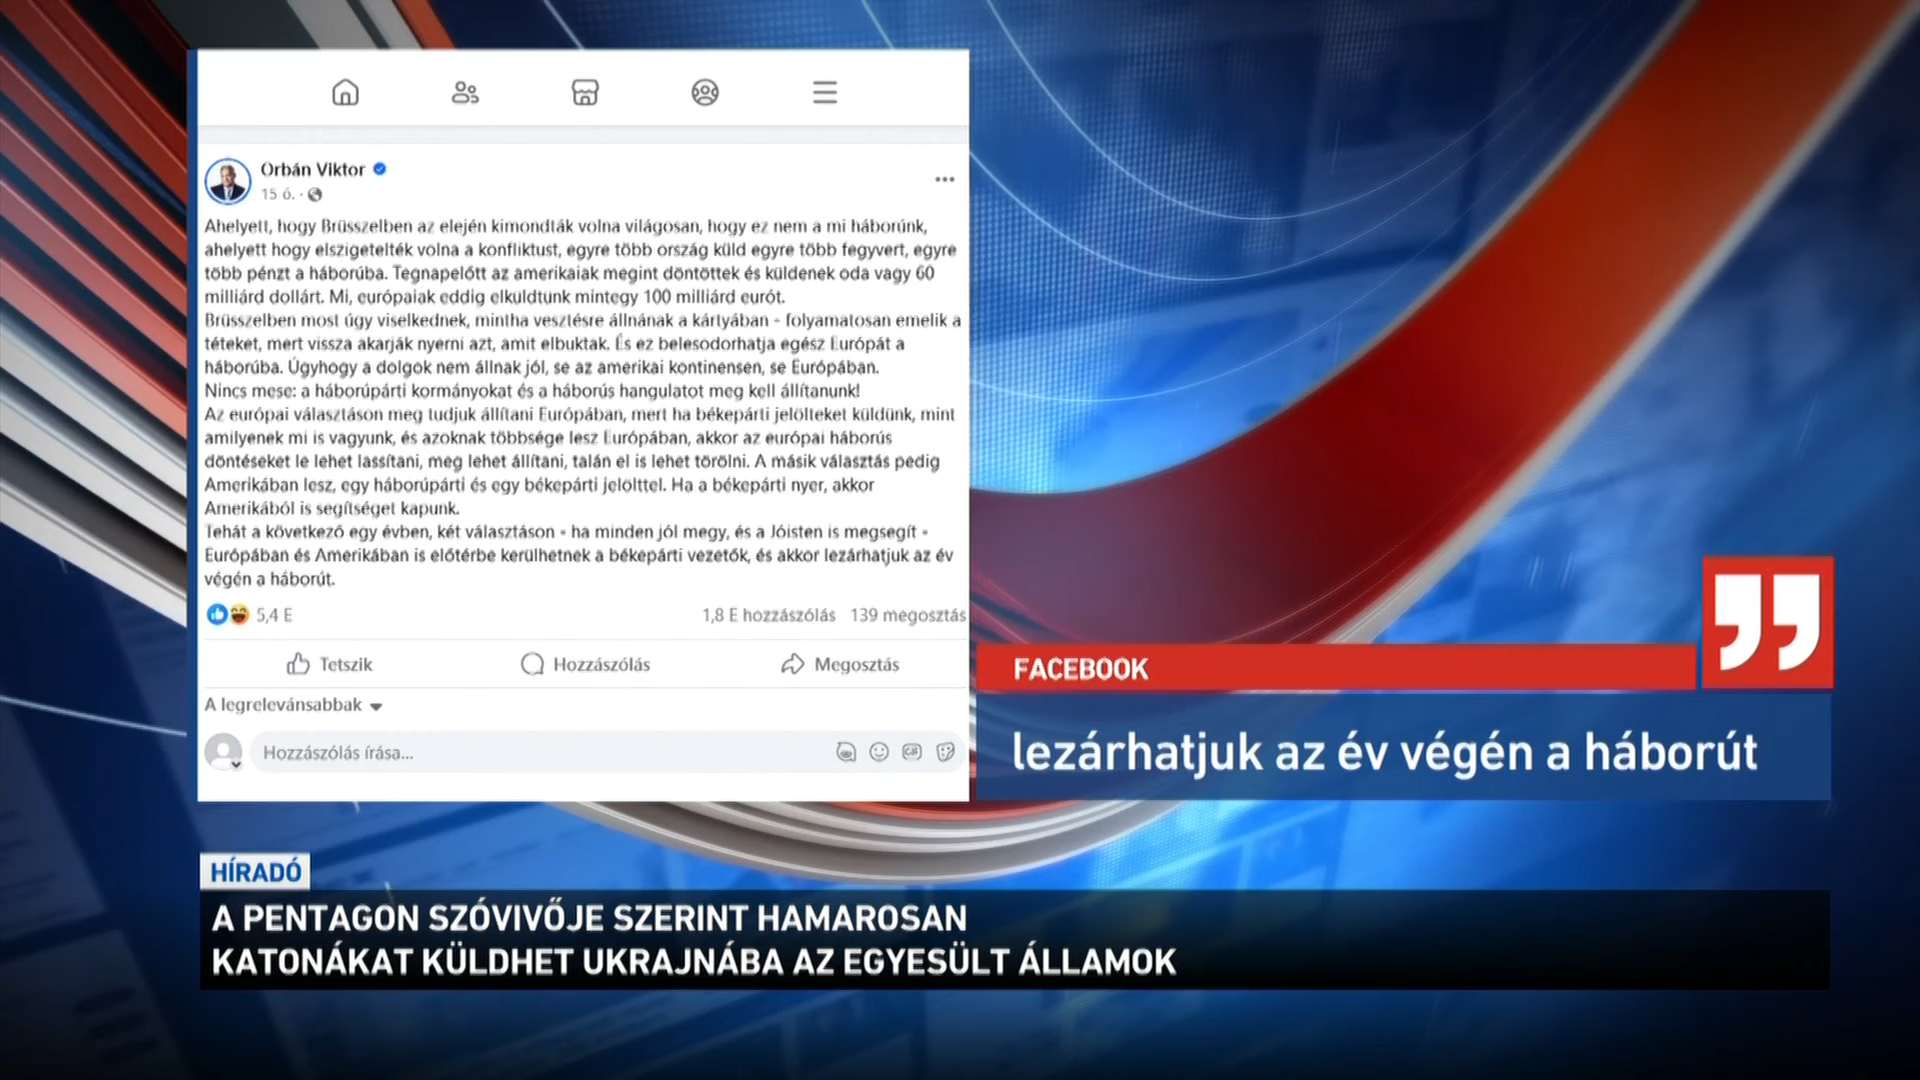 Orbán Viktor
15 ó. ·
Ahelyett, hogy Brüsszelben az elején kimondták volna világosan, hogy ez nem a mi háborúnk,
ahelyett hogy elszigetelték volna a konfliktust, egyre több ország küld egyre több fegyvert, egyre
több pénzt a háborúba. Tegnapelőtt az amerikaiak megint döntöttek és küldenek oda vagy 60
milliárd dollárt. Mi, európaiak eddig elküldtünk mintegy 100 milliárd eurót.
Brüsszelben most úgy viselkednek, mintha vesztésre állnának a kártyában - folyamatosan emelik a
téteket, mert vissza akarják nyerni azt, amit elbuktak. És ez belesodorhatja egész Európát a
háborúba. Úgyhogy a dolgok nem állnak jól, se az amerikai kontinensen, se Európában.
Nincs mese: a háborúpárti kormányokat és a háborús hangulatot meg kell állítanunk!
Az európai választáson meg tudjuk állítani Európában, mert ha békepárti jelölteket küldünk, mint
amilyenek mi is vagyunk, és azoknak többsége lesz Európában, akkor az európai háborús
döntéseket le lehet lassítani, meg lehet állítani, talán el is lehet törölni. A másik választás pedig
Amerikában lesz, egy háborúpárti és egy békepárti jelölttel. Ha a békepárti nyer, akkor
Amerikából is segítséget kapunk.
Tehát a következő egy évben, két választáson - ha minden jól megy, és a Jóisten is megsegít -
Európában és Amerikában is előtérbe kerülhetnek a békepárti vezetők, és akkor lezárhatjuk az év
végén a háborút.
5,4 E 1,8 E hozzászólás 139 megosztás
Tetszik Hozzászólás Megosztás
A legrelevánsabbak
Hozzászólás írása...
GIF
FACEBOOK
lezárhatjuk az év végén a háborút
HÍRADÓ
A PENTAGON SZÓVIVŐJE SZERINT HAMAROSAN
KATONÁKAT KÜLDHET UKRAJNÁBA AZ EGYESÜLT ÁLLAMOK